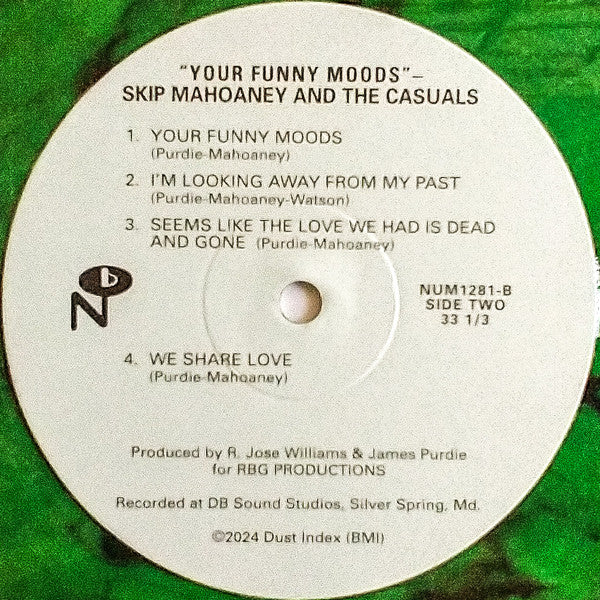 "YOUR FUNNY MOODS"–
SKIP MAHOANEY AND THE CASUALS
1. YOUR FUNNY MOODS
(Purdie-Mahoaney)
2. I'M LOOKING AWAY FROM MY PAST
(Purdie-Mahoaney-Watson)
3. SEEMS LIKE THE LOVE WE HAD IS DEAD
AND GONE (Purdie-Mahoaney)
N b
NUM1281-B
SIDE TWO
33 1/3
4. WE SHARE LOVE
(Purdie-Mahoaney)
Produced by R. Jose Williams & James Purdie
for RBG PRODUCTIONS
Recorded at DB Sound Studios, Silver Spring, Md.
©2024 Dust Index (BMI)